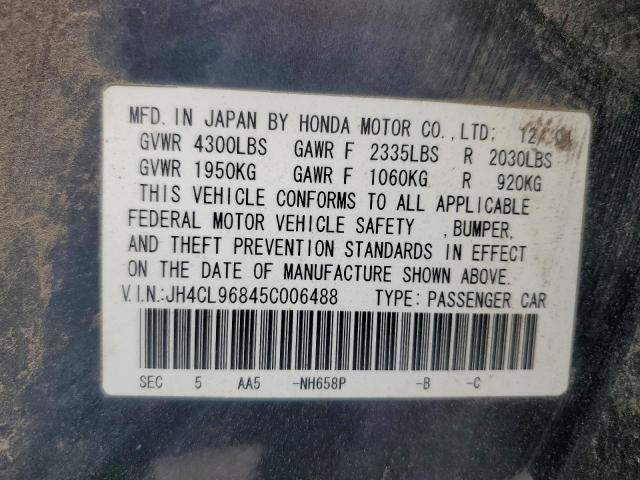 MFD. IN JAPAN BY HONDA MOTOR CO.,LTD:
GVWR 4300LBS GAWR F 2335LBS R 2030LBS
GVWR 1950KG GAWR F 1060KG R 920KG
THIS VEHICLE CONFORMS TO ALL APPLICABLE
FEDERAL MOTOR VEHICLE SAFETY ,BUMPER,
AND THEFT PREVENTION STANDARDS IN EFFECT
ON THE DATE OF MANUFACTURE SHOWN ABOVE.
V.I.N.:JH4CL96845C006488 TYPE: PASSENGER CAR
SEC 5 AA5 -NH658P -B -C